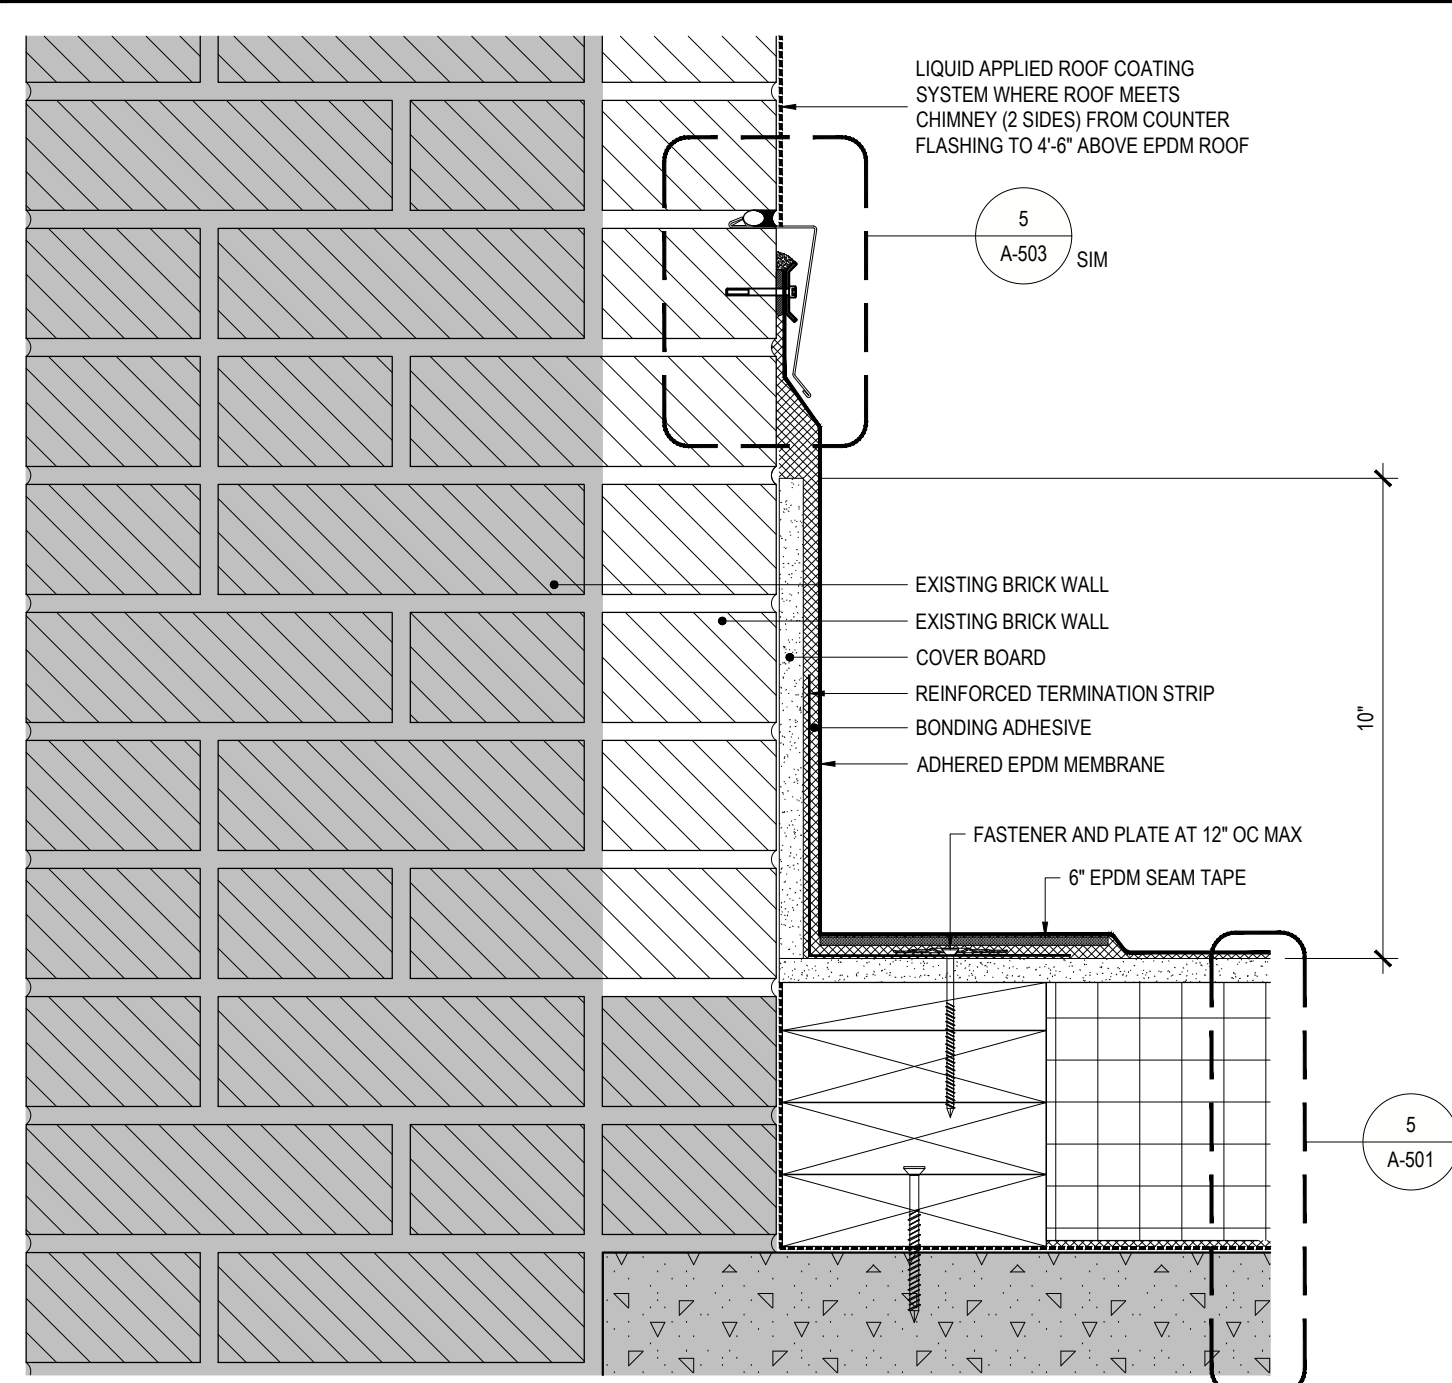 LIQUID APPLIED ROOF COATING
SYSTEM WHERE ROOF MEETS
CHIMNEY (2 SIDES) FROM COUNTER
FLASHING TO 4'-6" ABOVE EPDM ROOF
5
A-503
SIM
EXISTING BRICK WALL
EXISTING BRICK WALL
COVER BOARD
REINFORCED TERMINATION STRIP
BONDING ADHESIVE
ADHERED EPDM MEMBRANE
10"
FASTENER AND PLATE AT 12" OC MAX
6" EPDM SEAM TAPE
5
A-501